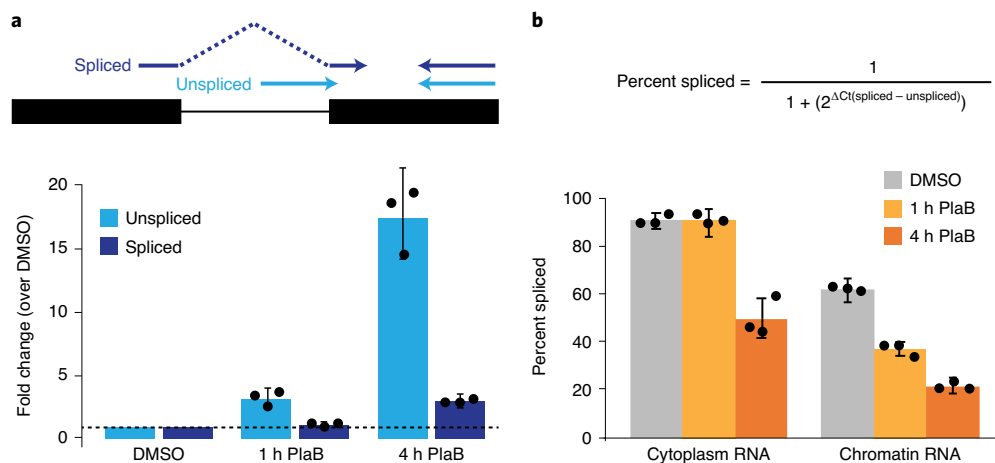 a
Spliced
Unspliced
Fold change (over DMSO)
20
15
10
5
0
Unspliced
Spliced
DMSO
1 h PlaB
4 h PlaB
b
Percent spliced = 1 / 1 + (2^ΔCt(spliced – unspliced))
DMSO
1 h PlaB
4 h PlaB
Percent spliced
100
80
60
40
20
0
Cytoplasm RNA
Chromatin RNA